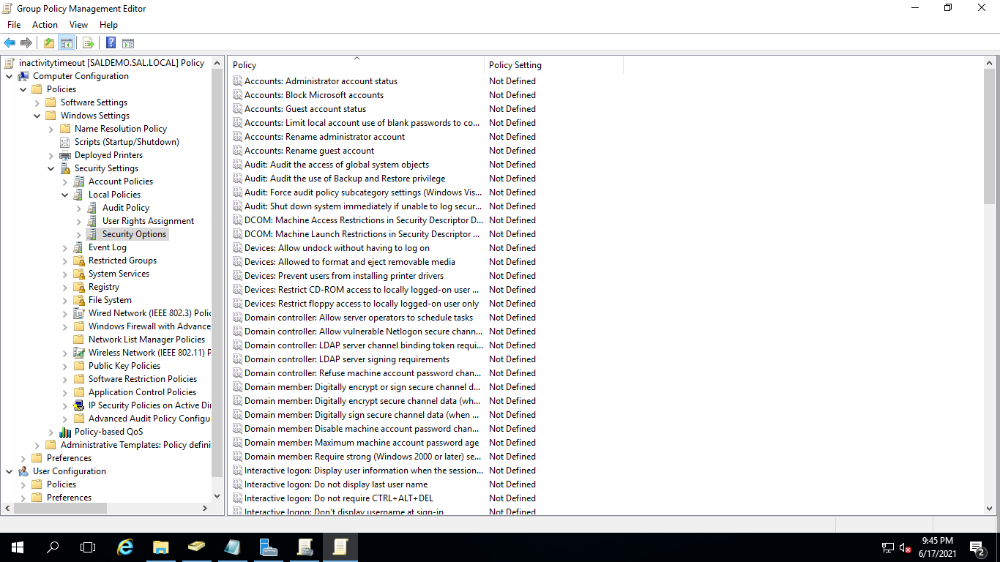 Group Policy Management Editor
File Action View Help
inactivitytimeout [SALDEMO.SAL.LOCAL] Policy
Computer Configuration
Policies
Software Settings
Windows Settings
Name Resolution Policy
Scripts (Startup/Shutdown)
Deployed Printers
Security Settings
Account Policies
Local Policies
Audit Policy
User Rights Assignment
Security Options
Event Log
Restricted Groups
System Services
Registry
File System
Wired Network (IEEE 802.3) Polic
Windows Firewall with Advance
Network List Manager Policies
Wireless Network (IEEE 802.11) P
Public Key Policies
Software Restriction Policies
Application Control Policies
IP Security Policies on Active Di
Advanced Audit Policy Configu
Policy-based QoS
Administrative Templates: Policy defini
Preferences
User Configuration
Policies
Preferences
Policy Policy Setting
Accounts: Administrator account status Not Defined
Accounts: Block Microsoft accounts Not Defined
Accounts: Guest account status Not Defined
Accounts: Limit local account use of blank passwords to co... Not Defined
Accounts: Rename administrator account Not Defined
Accounts: Rename guest account Not Defined
Audit: Audit the access of global system objects Not Defined
Audit: Audit the use of Backup and Restore privilege Not Defined
Audit: Force audit policy subcategory settings (Windows Vis... Not Defined
Audit: Shut down system immediately if unable to log secur... Not Defined
DCOM: Machine Access Restrictions in Security Descriptor D... Not Defined
DCOM: Machine Launch Restrictions in Security Descriptor ... Not Defined
Devices: Allow undock without having to log on Not Defined
Devices: Allowed to format and eject removable media Not Defined
Devices: Prevent users from installing printer drivers Not Defined
Devices: Restrict CD-ROM access to locally logged-on user ... Not Defined
Devices: Restrict floppy access to locally logged-on user only Not Defined
Domain controller: Allow server operators to schedule tasks Not Defined
Domain controller: Allow vulnerable Netlogon secure chann... Not Defined
Domain controller: LDAP server channel binding token requi... Not Defined
Domain controller: LDAP server signing requirements Not Defined
Domain controller: Refuse machine account password chan... Not Defined
Domain member: Digitally encrypt or sign secure channel d... Not Defined
Domain member: Digitally encrypt secure channel data (wh... Not Defined
Domain member: Digitally sign secure channel data (when ... Not Defined
Domain member: Disable machine account password chan... Not Defined
Domain member: Maximum machine account password age Not Defined
Domain member: Require strong (Windows 2000 or later) se... Not Defined
Interactive logon: Display user information when the session... Not Defined
Interactive logon: Do not display last user name Not Defined
Interactive logon: Do not require CTRL+ALT+DEL Not Defined
Interactive logon: Don't display username at sign-in Not Defined
9:45 PM
6/17/2021
2